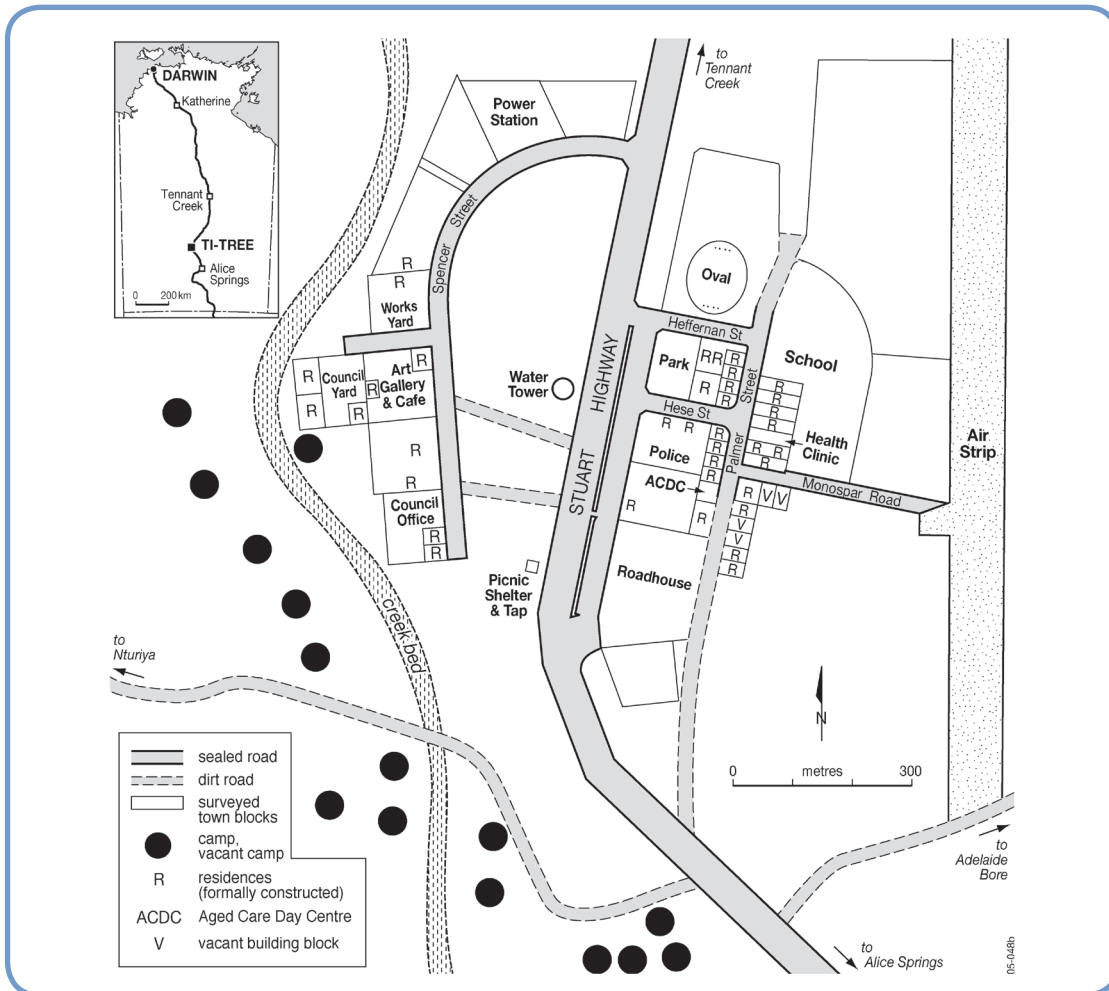 DARWIN
Katherine
Tennant
Creek
TI-TREE
Alice
Springs
0 200 km
to
Tennant
Creek
Power
Station
Spencer Street
R
R
Works
Yard
Oval
Heffernan St
School
Park
R R R
R
R
R
R
Street
Palmer
Hese St
R
R
R
R
R R
R
Health
Clinic
Air
Strip
R
R
Council
Yard
R
R
Art
Gallery
& Cafe
R
Water
Tower
STUART HIGHWAY
R R
Police
R
R
R
ACDC
R
R
Monospar Road
R V V
R
V
V
R
R
R
R
Council
Office
R
R
Roadhouse
Picnic
Shelter
& Tap
creek bed
to
Nturiya
N
0 metres 300
sealed road
dirt road
surveyed
town blocks
camp,
vacant camp
R residences
(formally constructed)
ACDC Aged Care Day Centre
V vacant building block
to
Adelaide
Bore
to
Alice Springs
05-048b